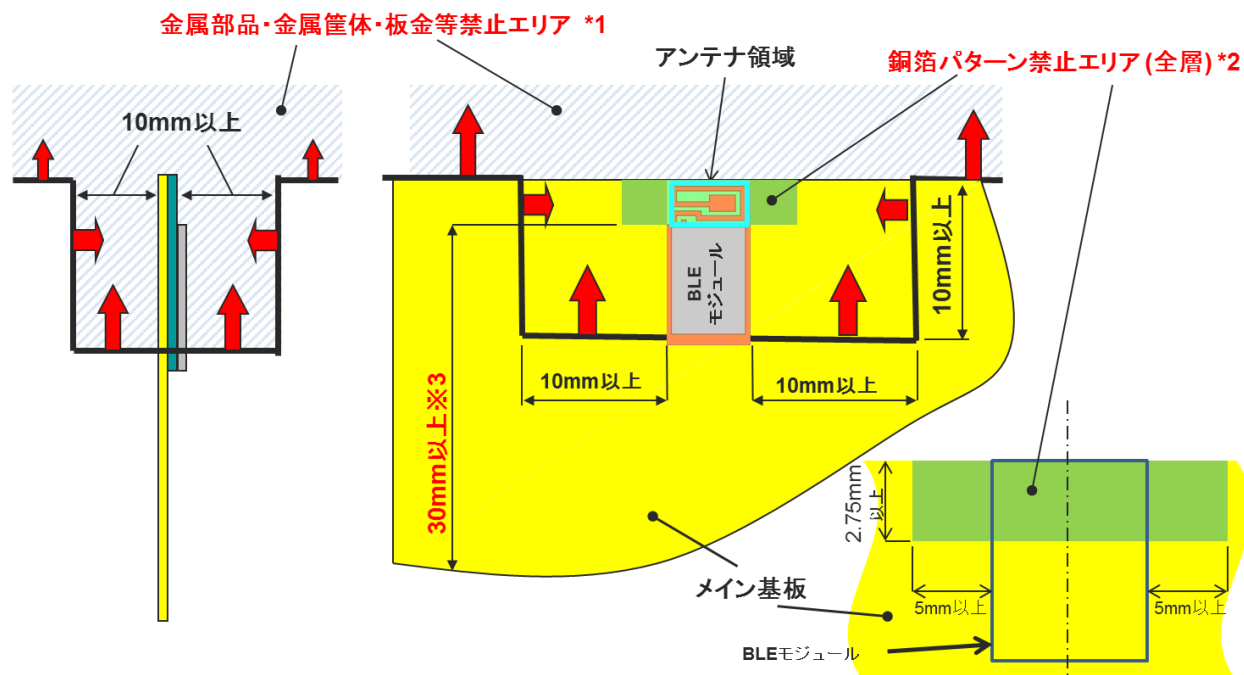 金属部品・金属筐体・板金等禁止エリア *1
アンテナ領域
銅箔パターン禁止エリア(全層)*2
10mm以上
10mm以上
BLE
モジュール
10mm以上
10mm以上
30mm以上※3
2.75mm
以上
メイン基板
5mm以上
5mm以上
BLEモジュール